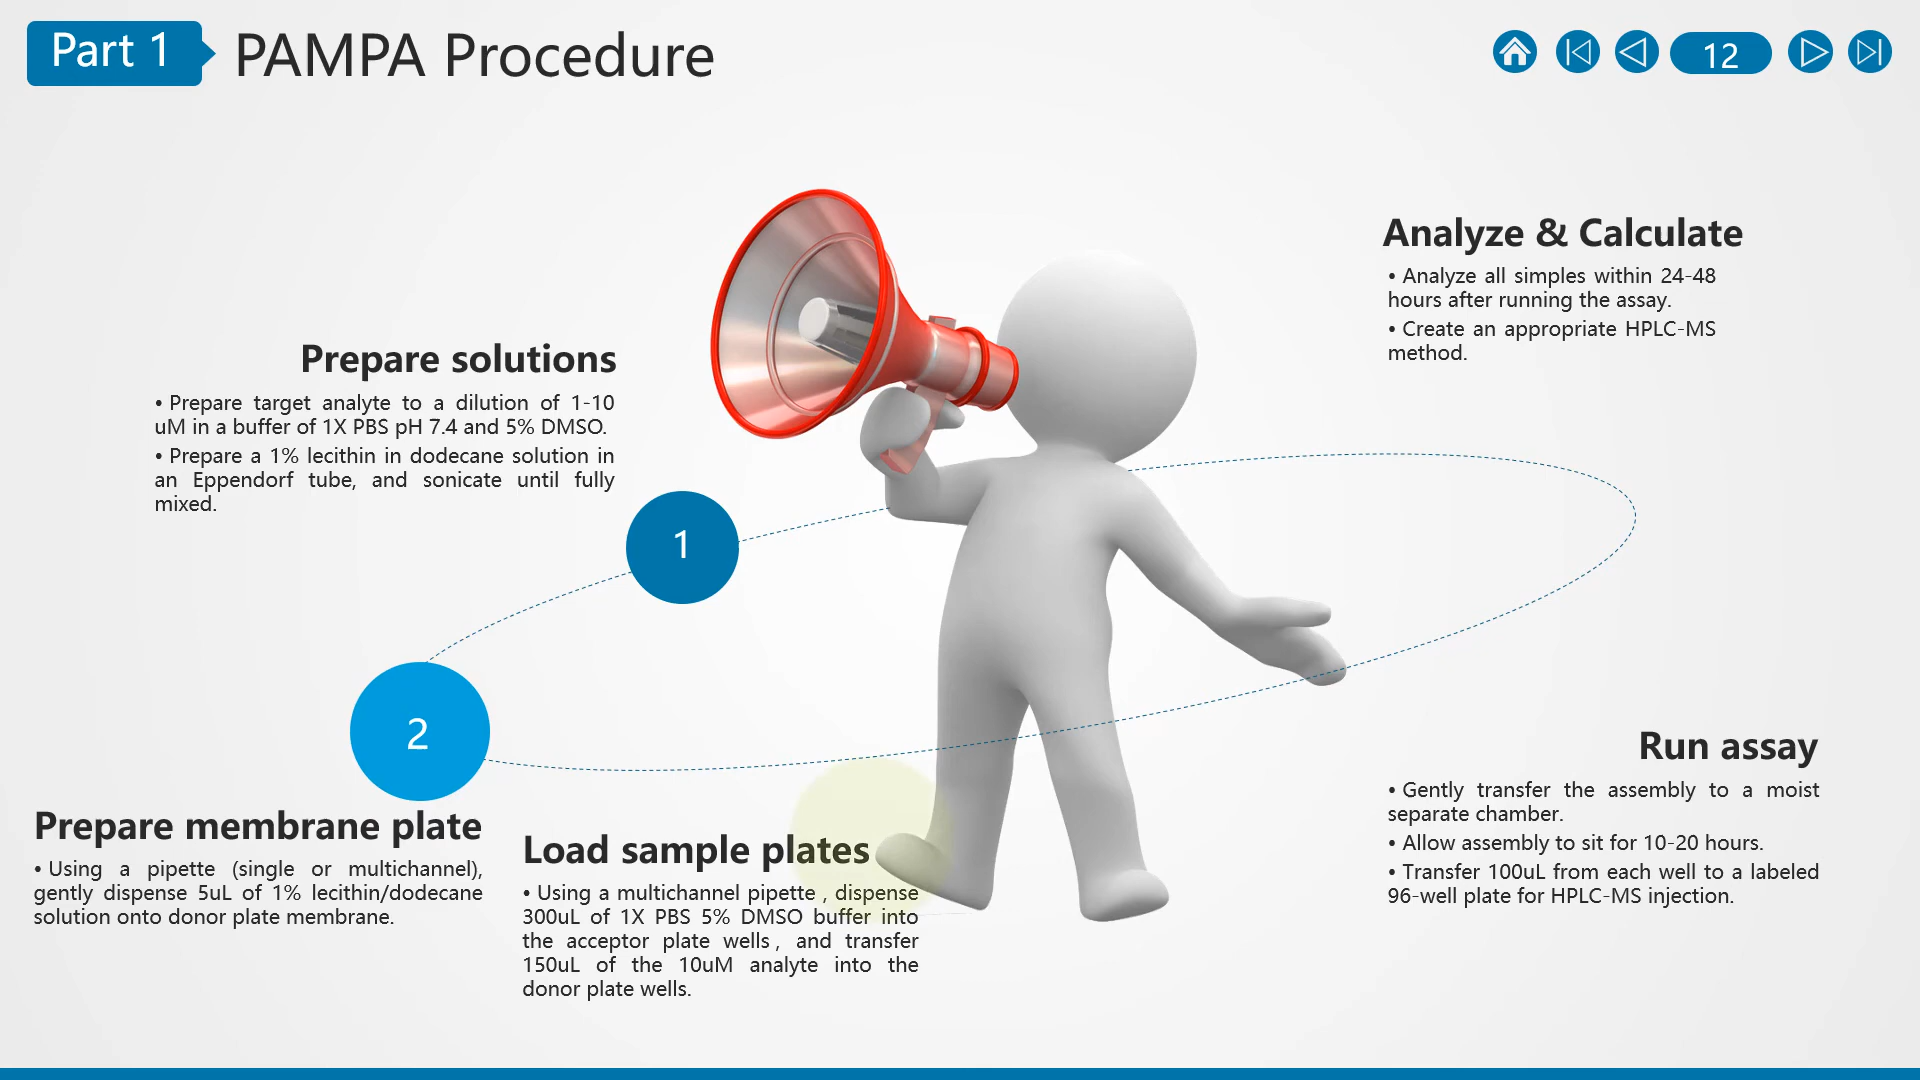 Part 1
PAMPA Procedure
12
Analyze & Calculate
• Analyze all simples within 24-48
hours after running the assay.
• Create an appropriate HPLC-MS
method.
Prepare solutions
• Prepare target analyte to a dilution of 1-10
uM in a buffer of 1X PBS pH 7.4 and 5% DMSO.
• Prepare a 1% lecithin in dodecane solution in
an Eppendorf tube, and sonicate until fully
mixed.
1
2
Prepare membrane plate
• Using a pipette (single or multichannel),
gently dispense 5uL of 1% lecithin/dodecane
solution onto donor plate membrane.
Load sample plates
• Using a multichannel pipette , dispense
300uL of 1X PBS 5% DMSO buffer into
the acceptor plate wells , and transfer
150uL of the 10uM analyte into the
donor plate wells.
Run assay
• Gently transfer the assembly to a moist
separate chamber.
• Allow assembly to sit for 10-20 hours.
• Transfer 100uL from each well to a labeled
96-well plate for HPLC-MS injection.